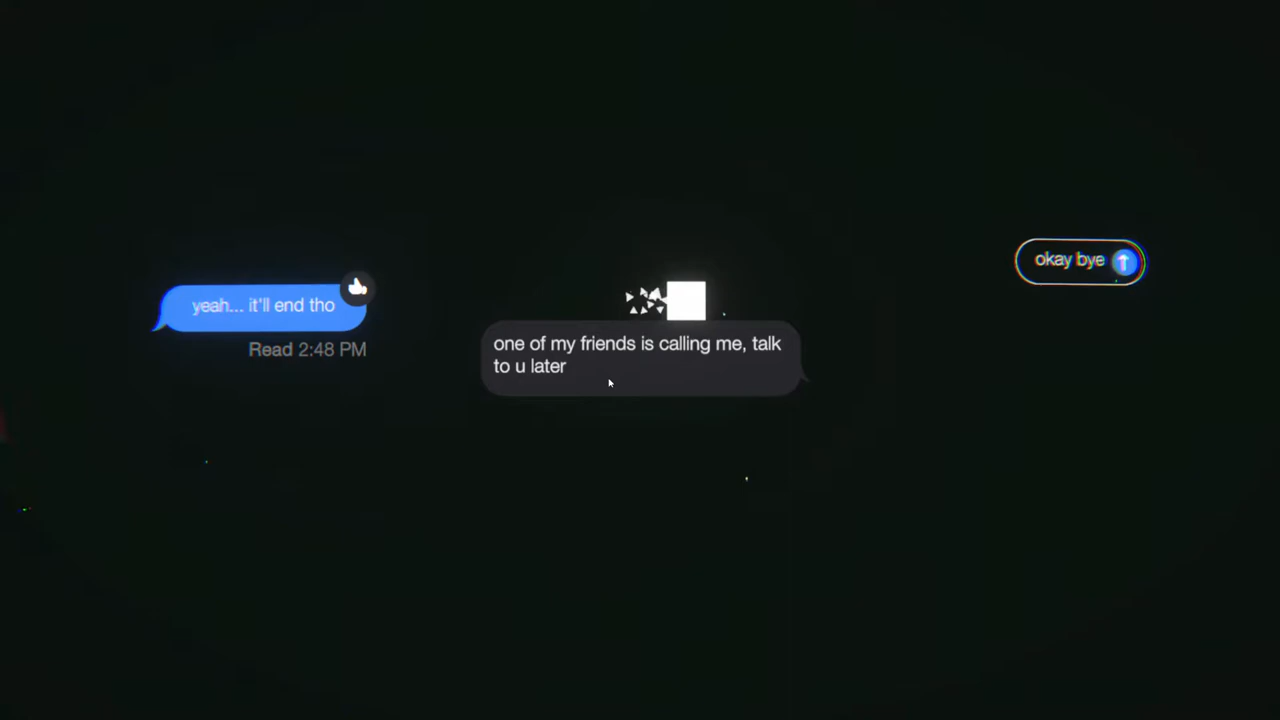 yeah... it'll end tho
Read 2:48 PM
one of my friends is calling me, talk
to u later
okay bye